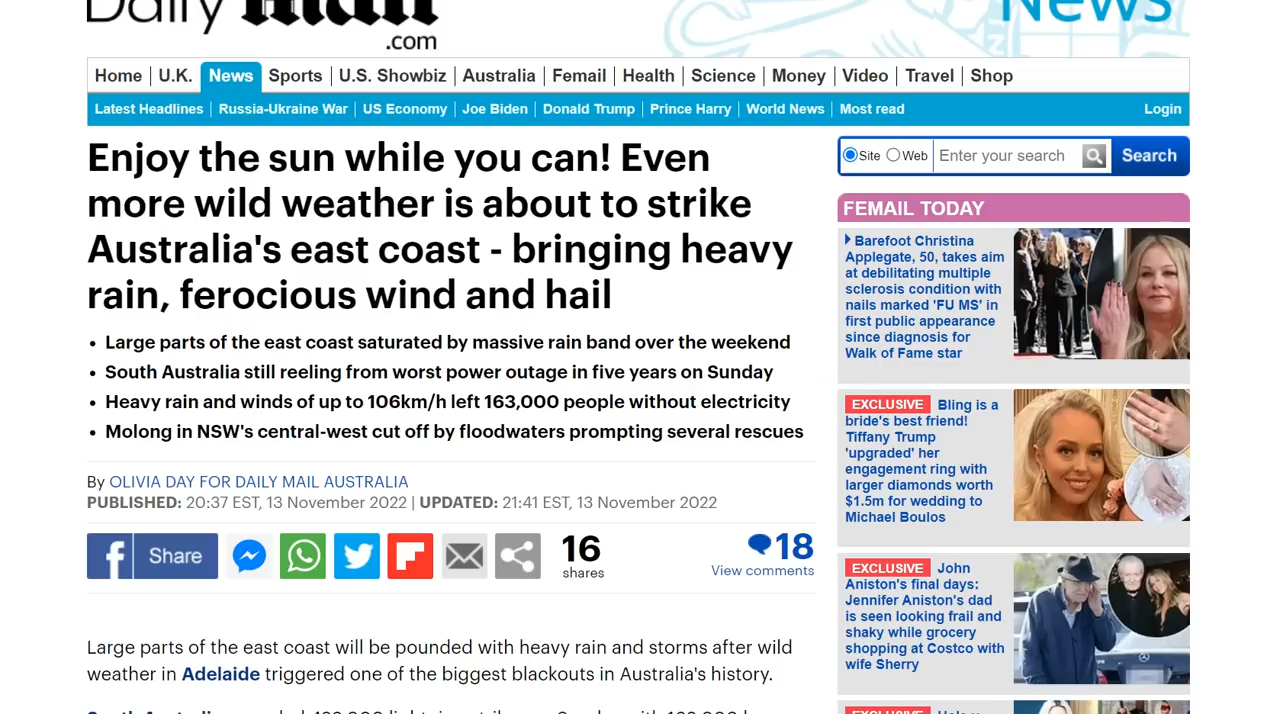 Daily Mail
.com
News
Home U.K. News Sports U.S. Showbiz Australia Femail Health Science Money Video Travel Shop
Latest Headlines Russia-Ukraine War US Economy Joe Biden Donald Trump Prince Harry World News Most read Login
Enjoy the sun while you can! Even
more wild weather is about to strike
Australia's east coast - bringing heavy
rain, ferocious wind and hail
• Large parts of the east coast saturated by massive rain band over the weekend
• South Australia still reeling from worst power outage in five years on Sunday
• Heavy rain and winds of up to 106km/h left 163,000 people without electricity
• Molong in NSW's central-west cut off by floodwaters prompting several rescues
By OLIVIA DAY FOR DAILY MAIL AUSTRALIA
PUBLISHED: 20:37 EST, 13 November 2022 | UPDATED: 21:41 EST, 13 November 2022
Share
16
shares
18
View comments
Large parts of the east coast will be pounded with heavy rain and storms after wild
weather in Adelaide triggered one of the biggest blackouts in Australia's history.
Site Web Enter your search Search
FEMAIL TODAY
Barefoot Christina
Applegate, 50, takes aim
at debilitating multiple
sclerosis condition with
nails marked 'FU MS' in
first public appearance
since diagnosis for
Walk of Fame star
EXCLUSIVE Bling is a
bride's best friend!
Tiffany Trump
'upgraded' her
engagement ring with
larger diamonds worth
$1.5m for wedding to
Michael Boulos
EXCLUSIVE John
Aniston's final days:
Jennifer Aniston's dad
is seen looking frail and
shaky while grocery
shopping at Costco with
wife Sherry
EXCLUSIVE